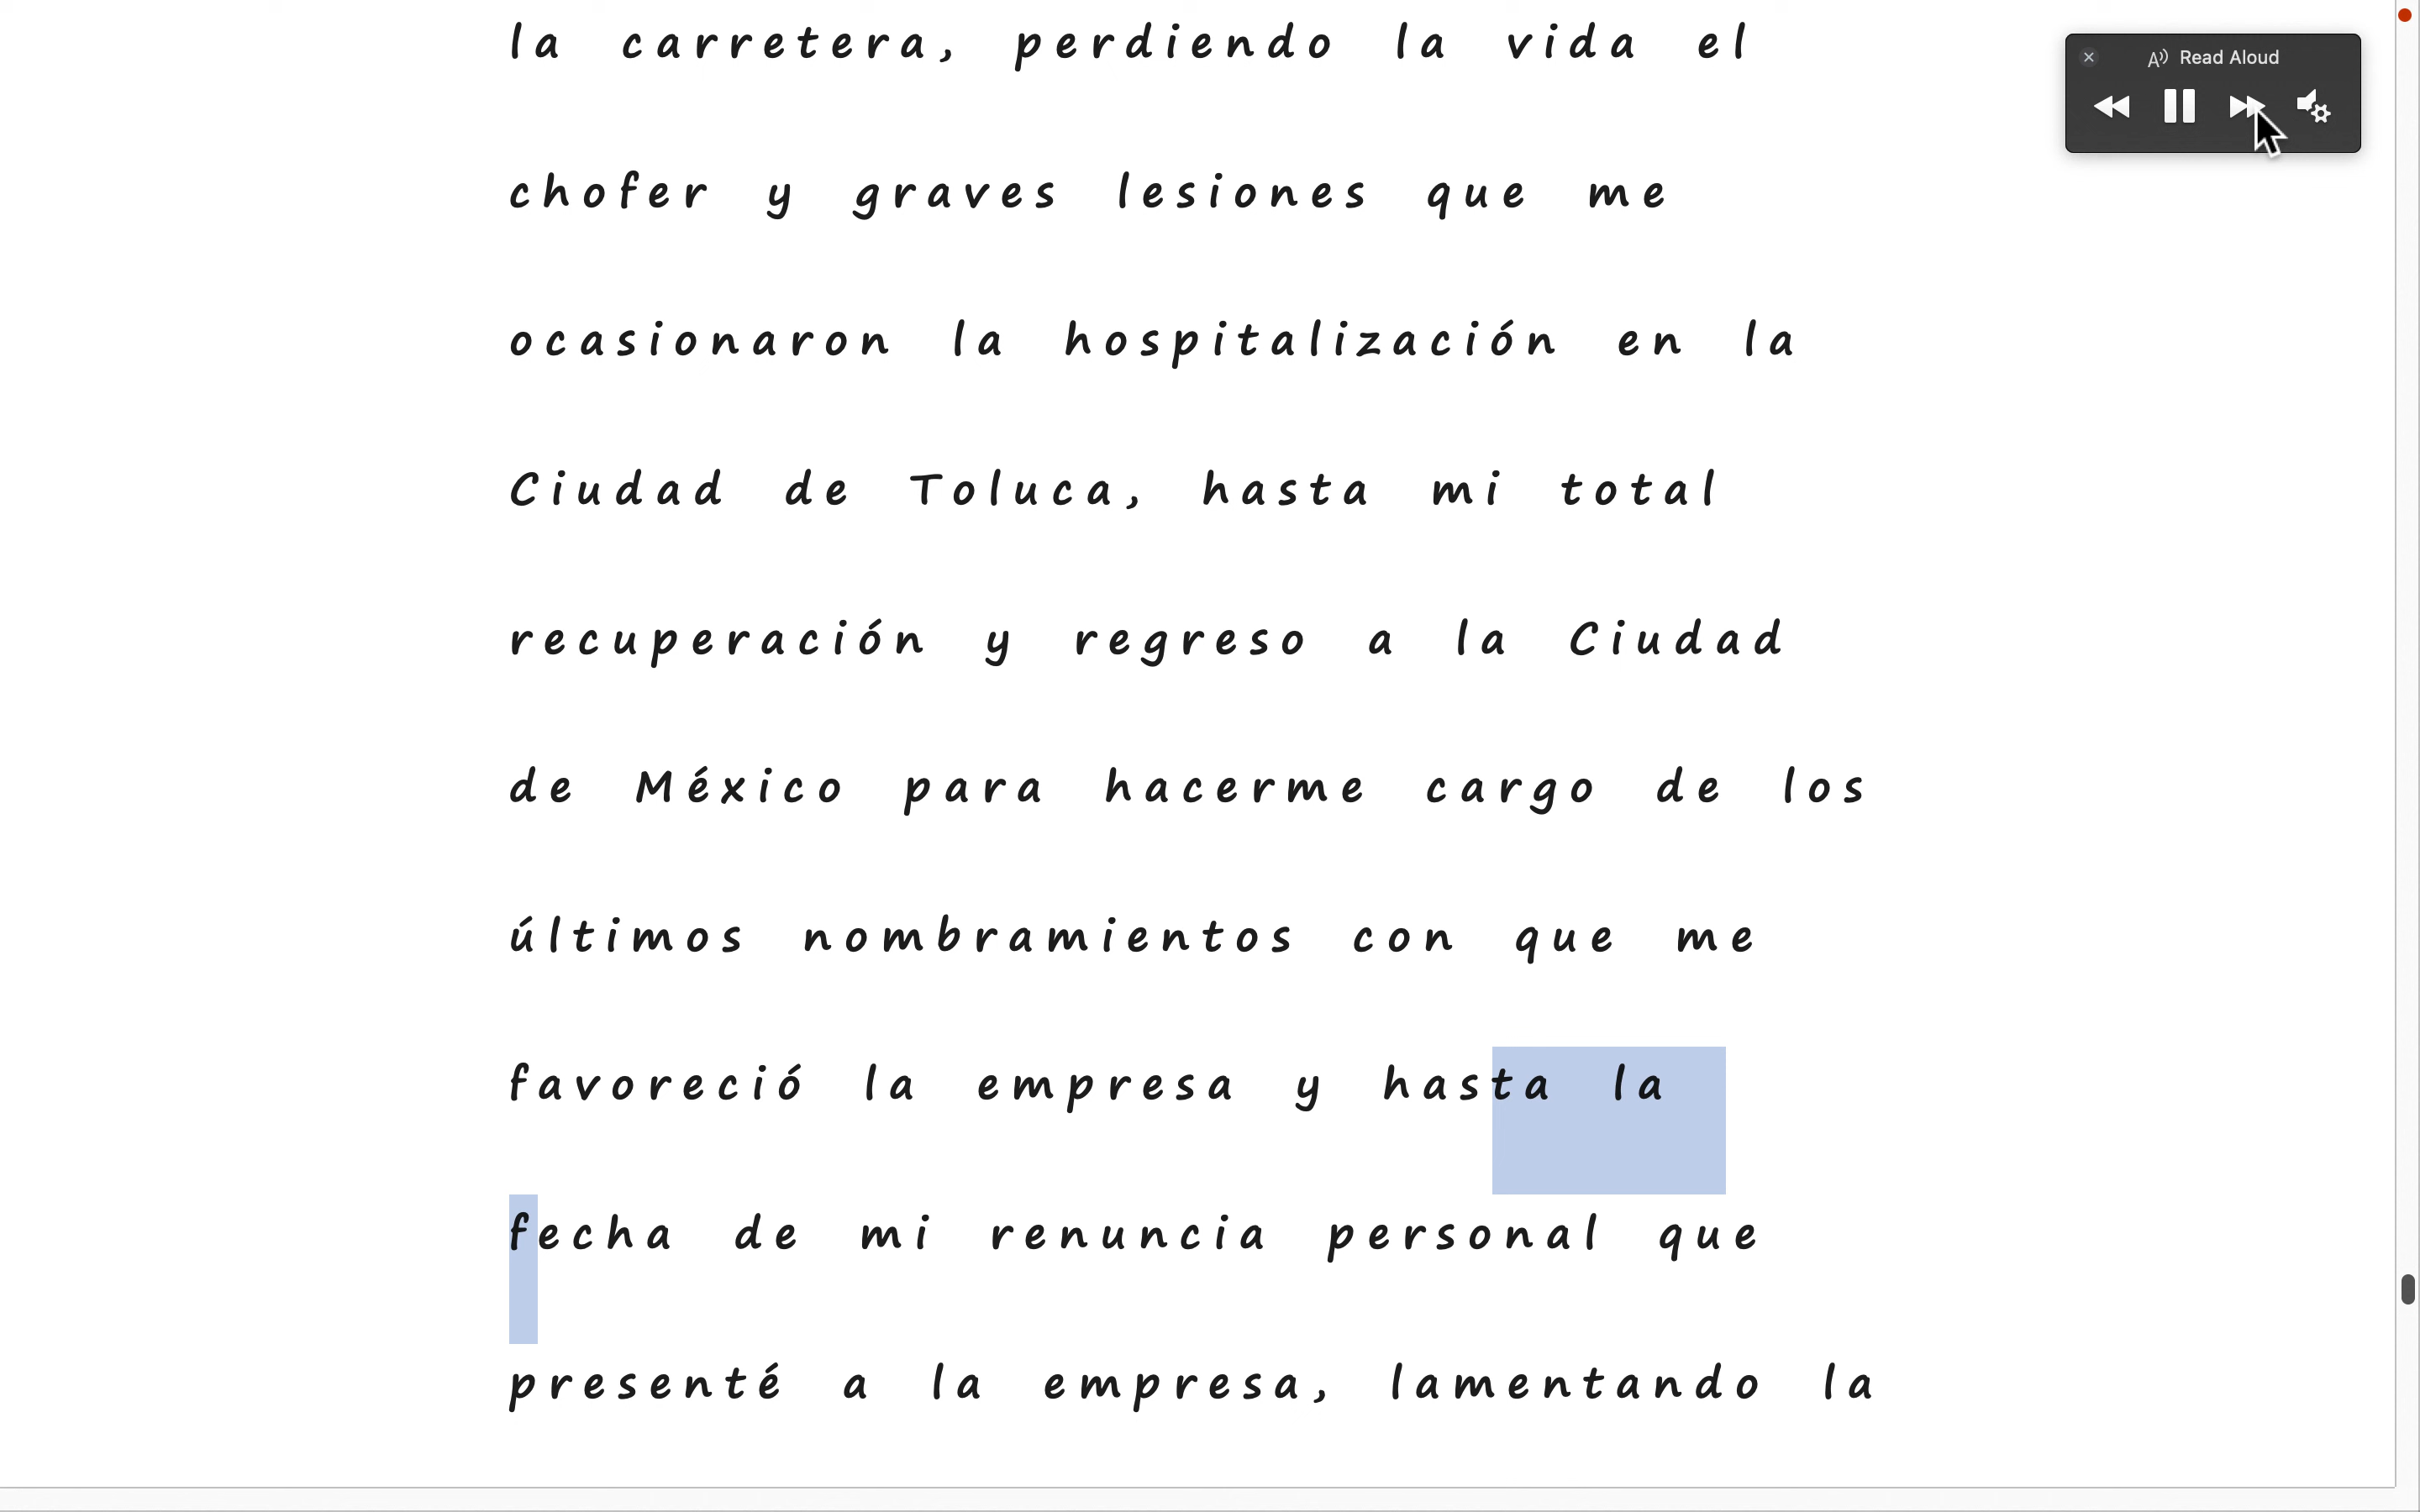 la carretera, perdiendo la vida el
Read Aloud
chofer y graves lesiones que me
ocasionaron la hospitalización en la
Ciudad de Toluca, hasta mi total
recuperación y regreso a la Ciudad
de México para hacerme cargo de los
últimos nombramientos con que me
favoreció la empresa y hasta la
fecha de mi renuncia personal que
presenté a la empresa, lamentando la